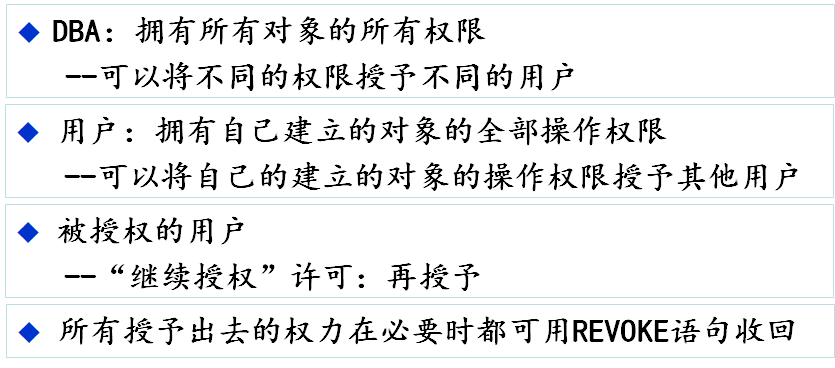 ◆ DBA：拥有所有对象的所有权限
--可以将不同的权限授予不同的用户
◆ 用户：拥有自己建立的对象的全部操作权限
--可以将自己的建立的对象的操作权限授予其他用户
◆ 被授权的用户
--“继续授权”许可：再授予
◆ 所有授予出去的权力在必要时都可用REVOKE语句收回